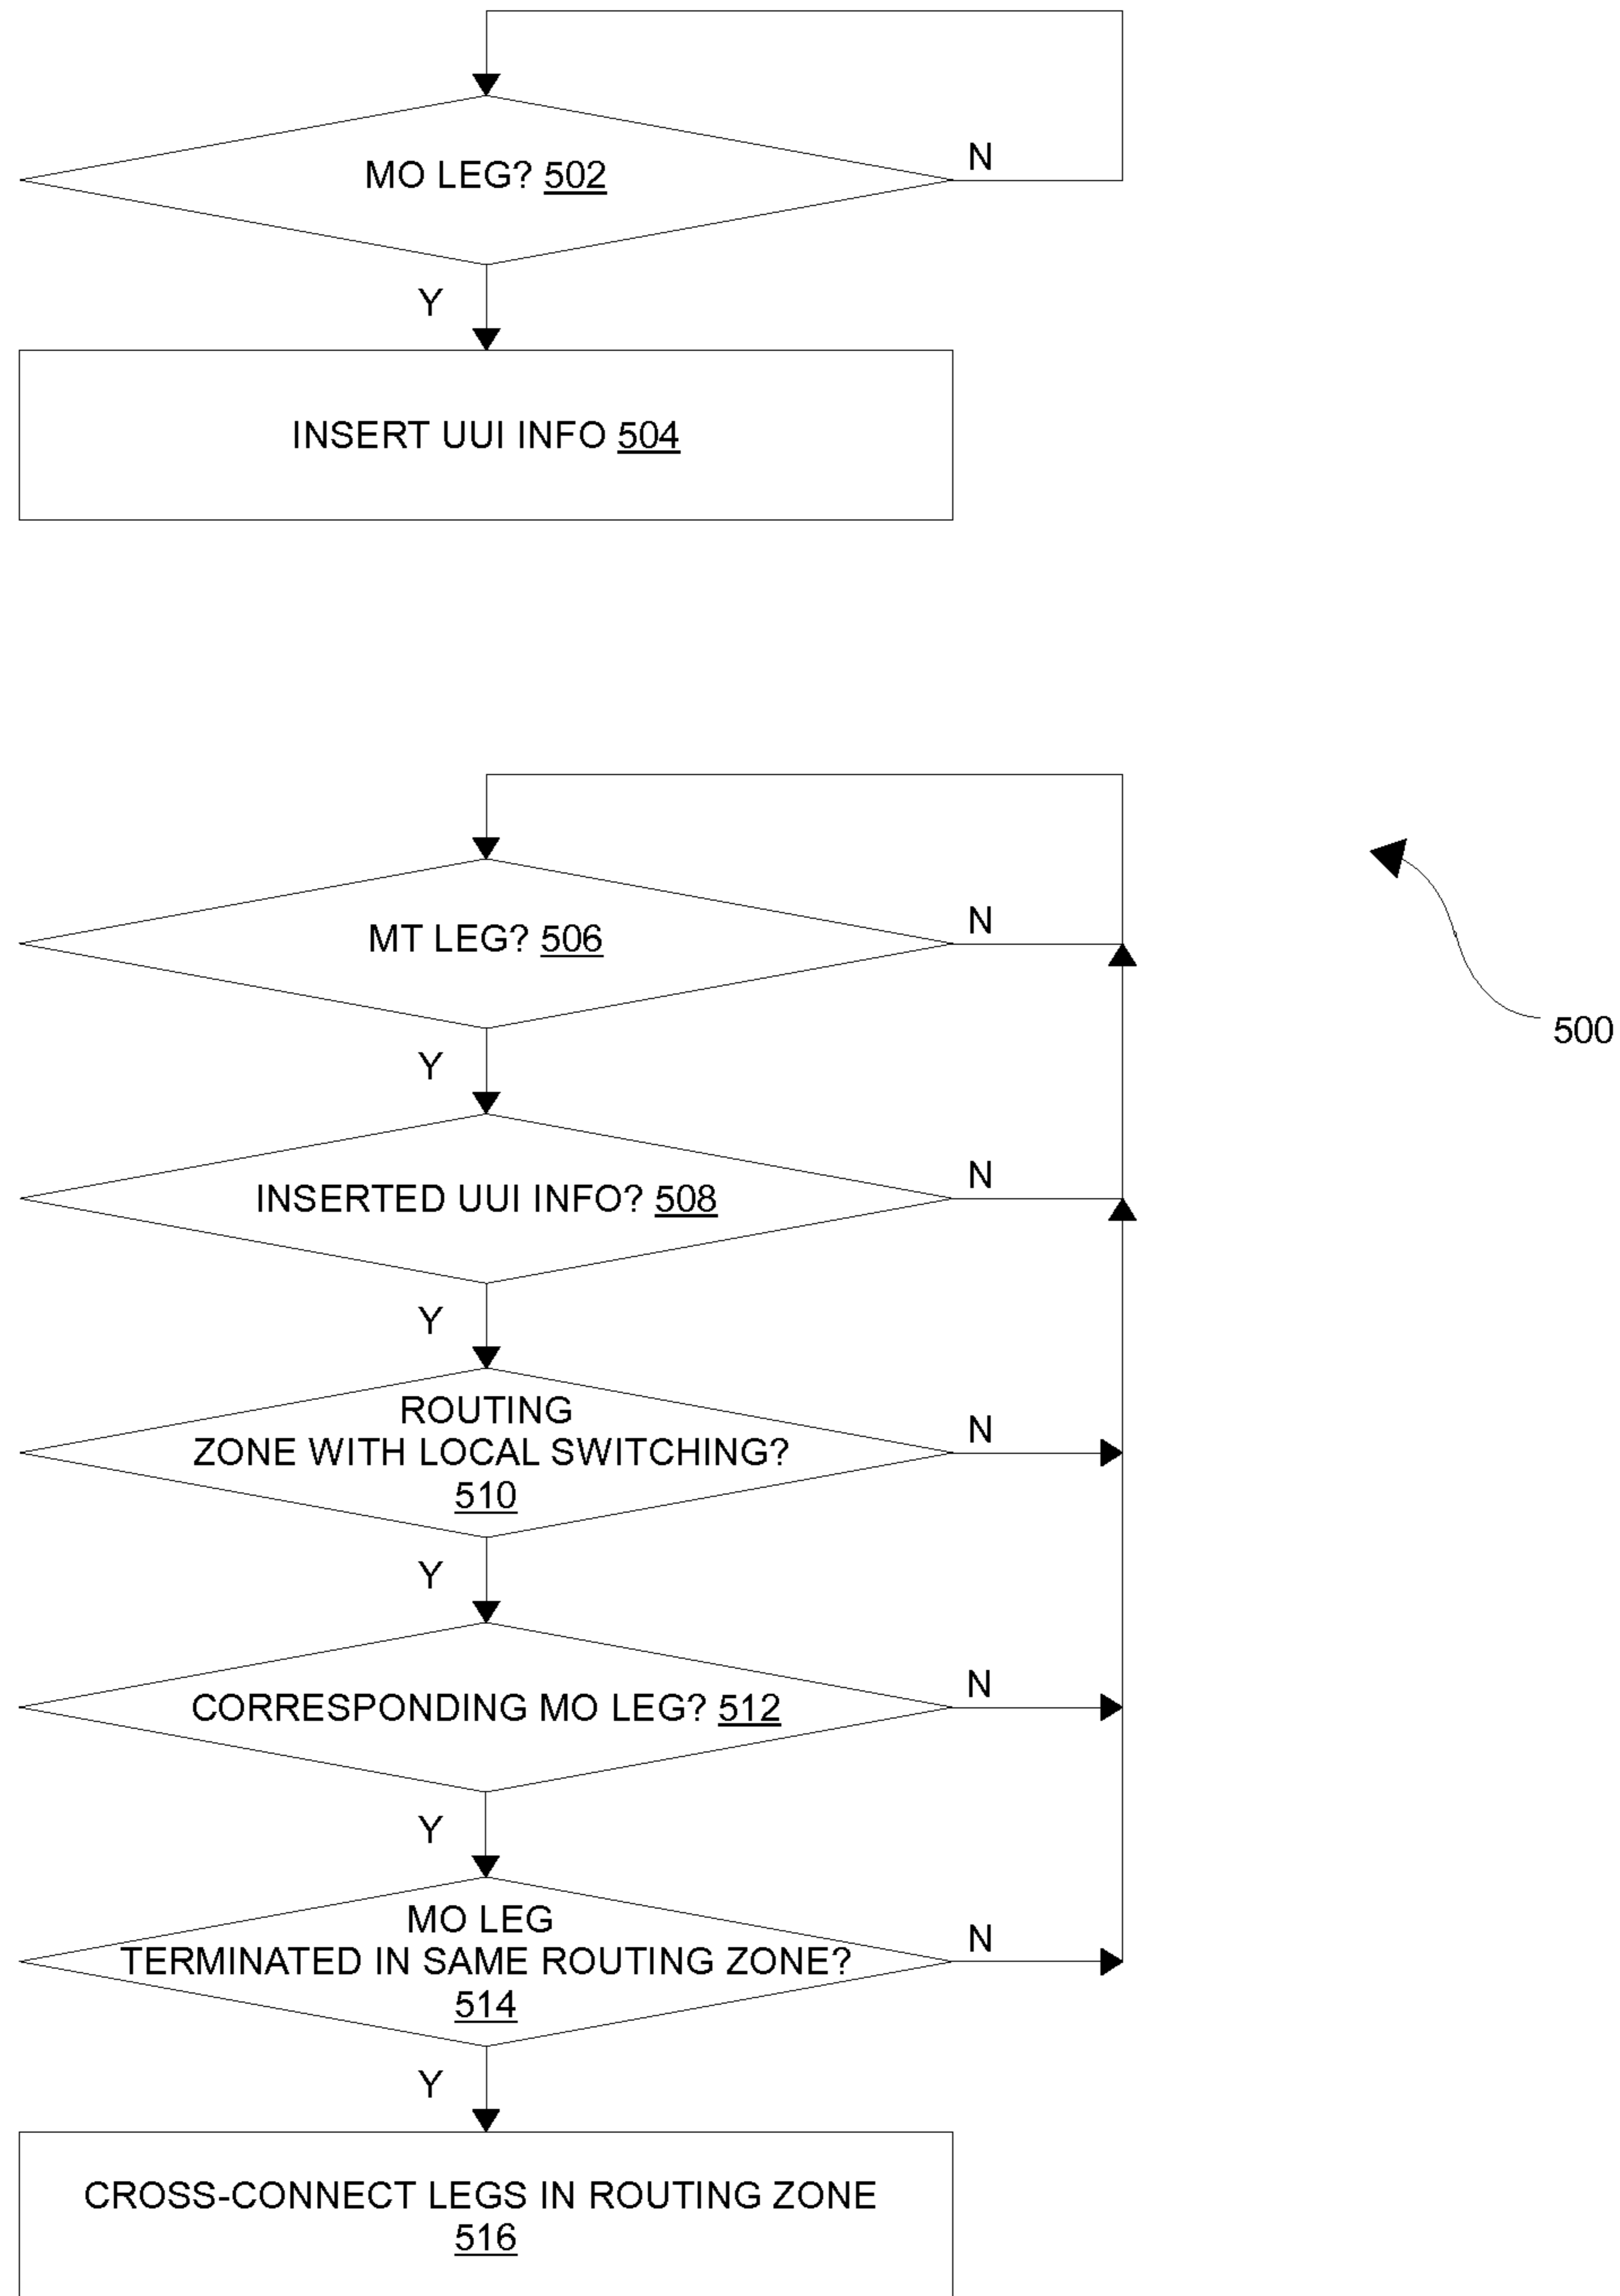 MO LEG? 502
N
Y
INSERT UUI INFO 504
MT LEG? 506
N
500
Y
INSERTED UUI INFO? 508
N
Y
ROUTING
ZONE WITH LOCAL SWITCHING?
510
N
Y
CORRESPONDING MO LEG? 512
N
Y
MO LEG
TERMINATED IN SAME ROUTING ZONE?
514
N
Y
CROSS-CONNECT LEGS IN ROUTING ZONE
516